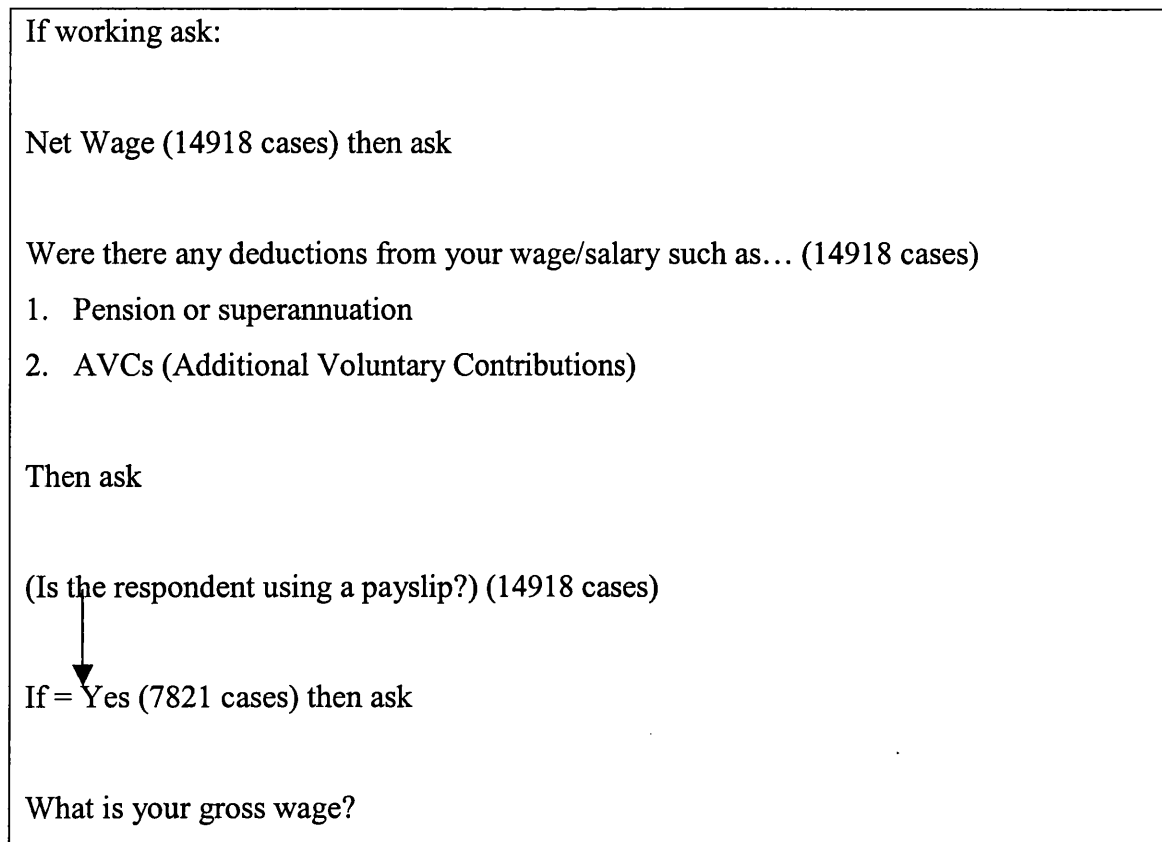 If working ask:
Net Wage (14918 cases) then ask
Were there any deductions from your wage/salary such as… (14918 cases)
1. Pension or superannuation
2. AVCs (Additional Voluntary Contributions)
Then ask
(Is the respondent using a payslip?) (14918 cases)
If = Yes (7821 cases) then ask
What is your gross wage?